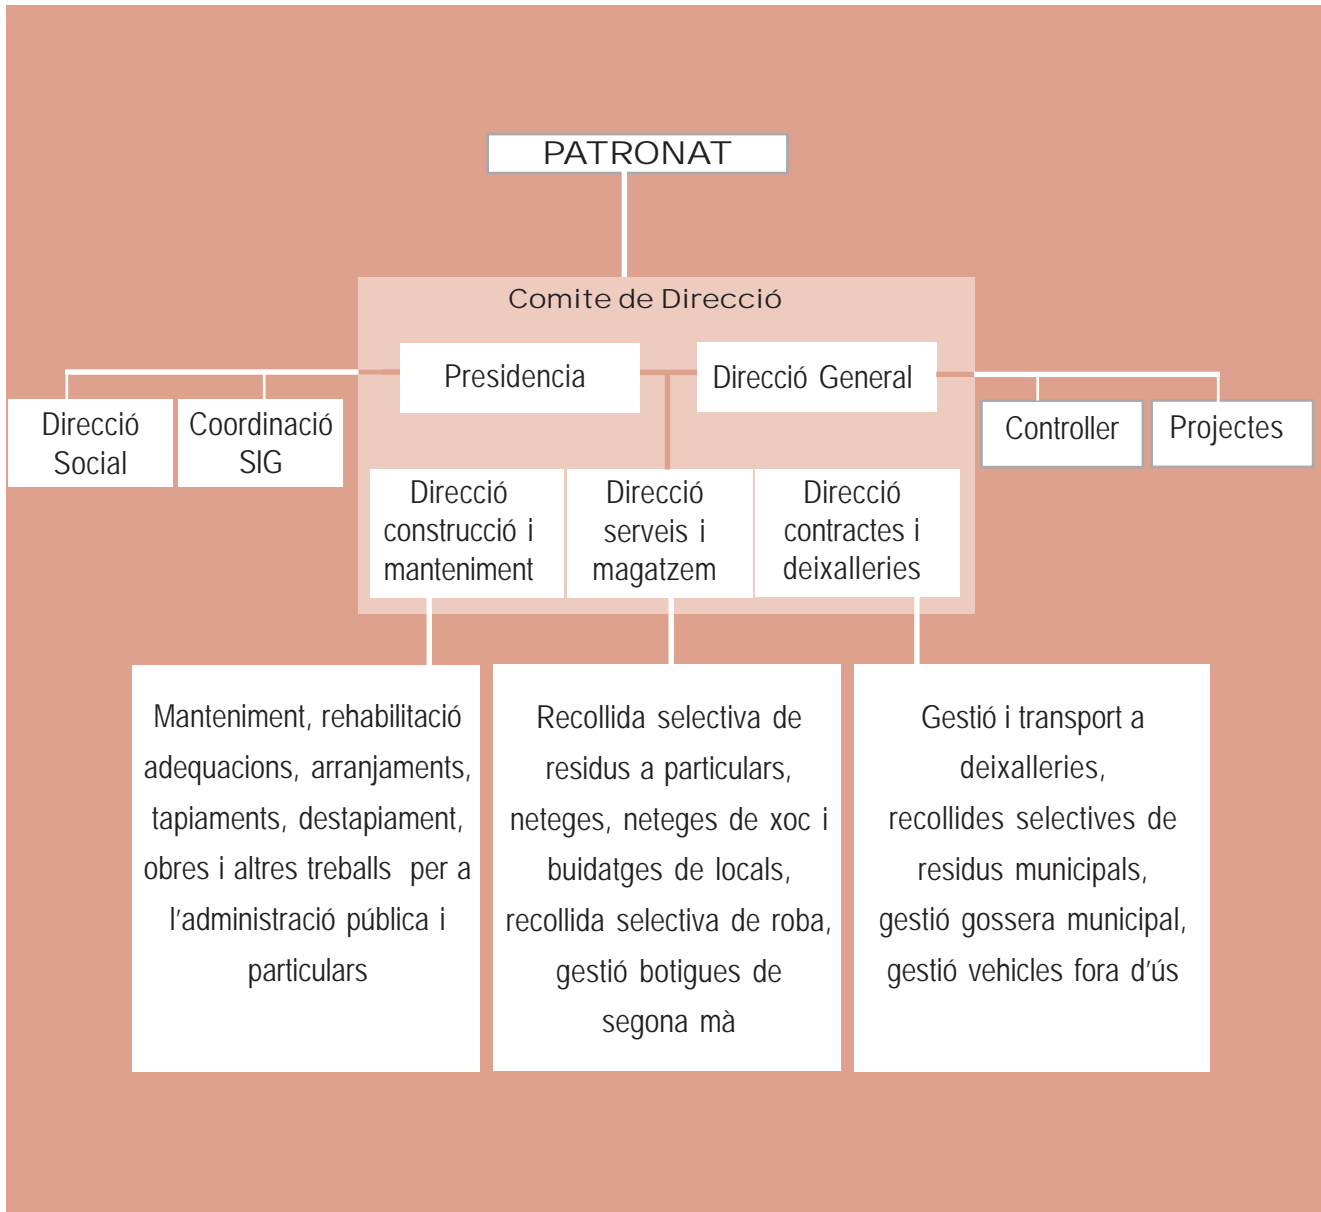 PATRONAT
Comite de Direcció
Presidencia
Direcció General
Direcció
Social
Coordinació
SIG
Controller
Projectes
Direcció
construcció i
manteniment
Direcció
serveis i
magatzem
Direcció
contractes i
deixalleries
Manteniment, rehabilitació
adequacions, arranjaments,
tapiaments, destapiament,
obres i altres treballs per a
l'administració pública i
particulars
Recollida selectiva de
residus a particulars,
neteges, neteges de xoc i
buidatges de locals,
recollida selectiva de roba,
gestió botigues de
segona mà
Gestió i transport a
deixalleries,
recollides selectives de
residus municipals,
gestió gossera municipal,
gestió vehicles fora d'ús